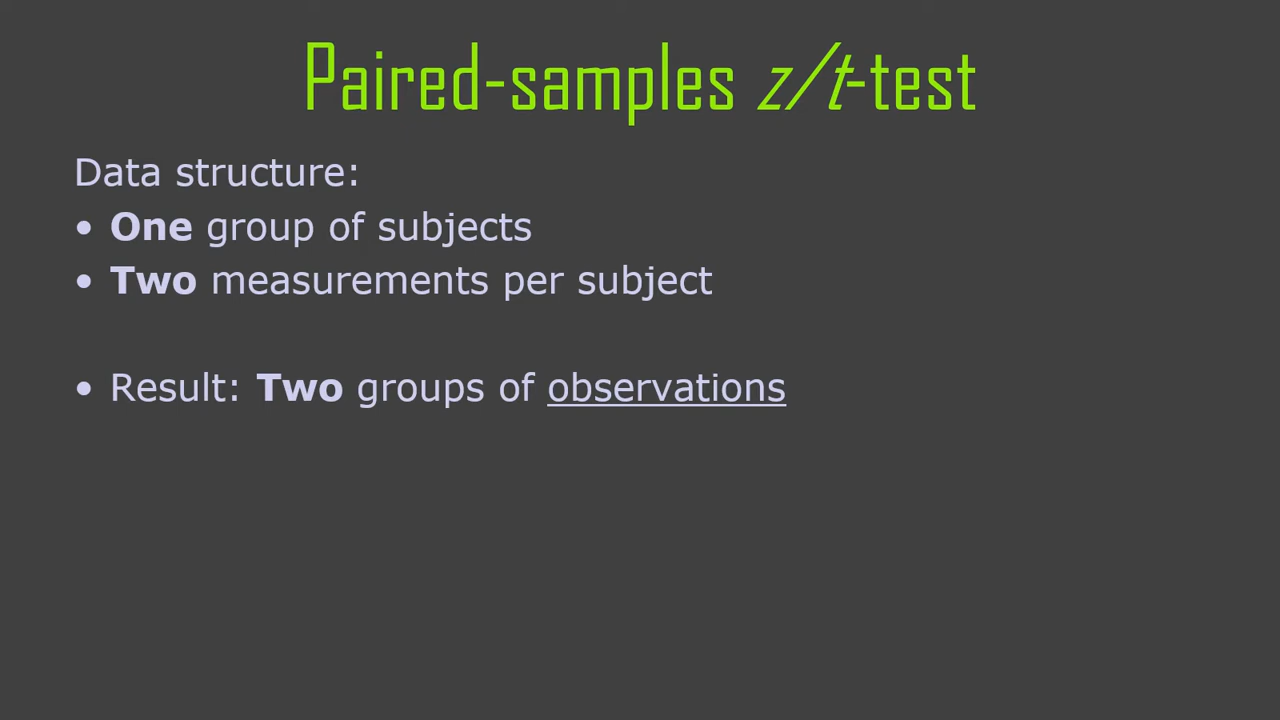 Paired-samples z/t-test
Data structure:
• One group of subjects
• Two measurements per subject
• Result: Two groups of observations